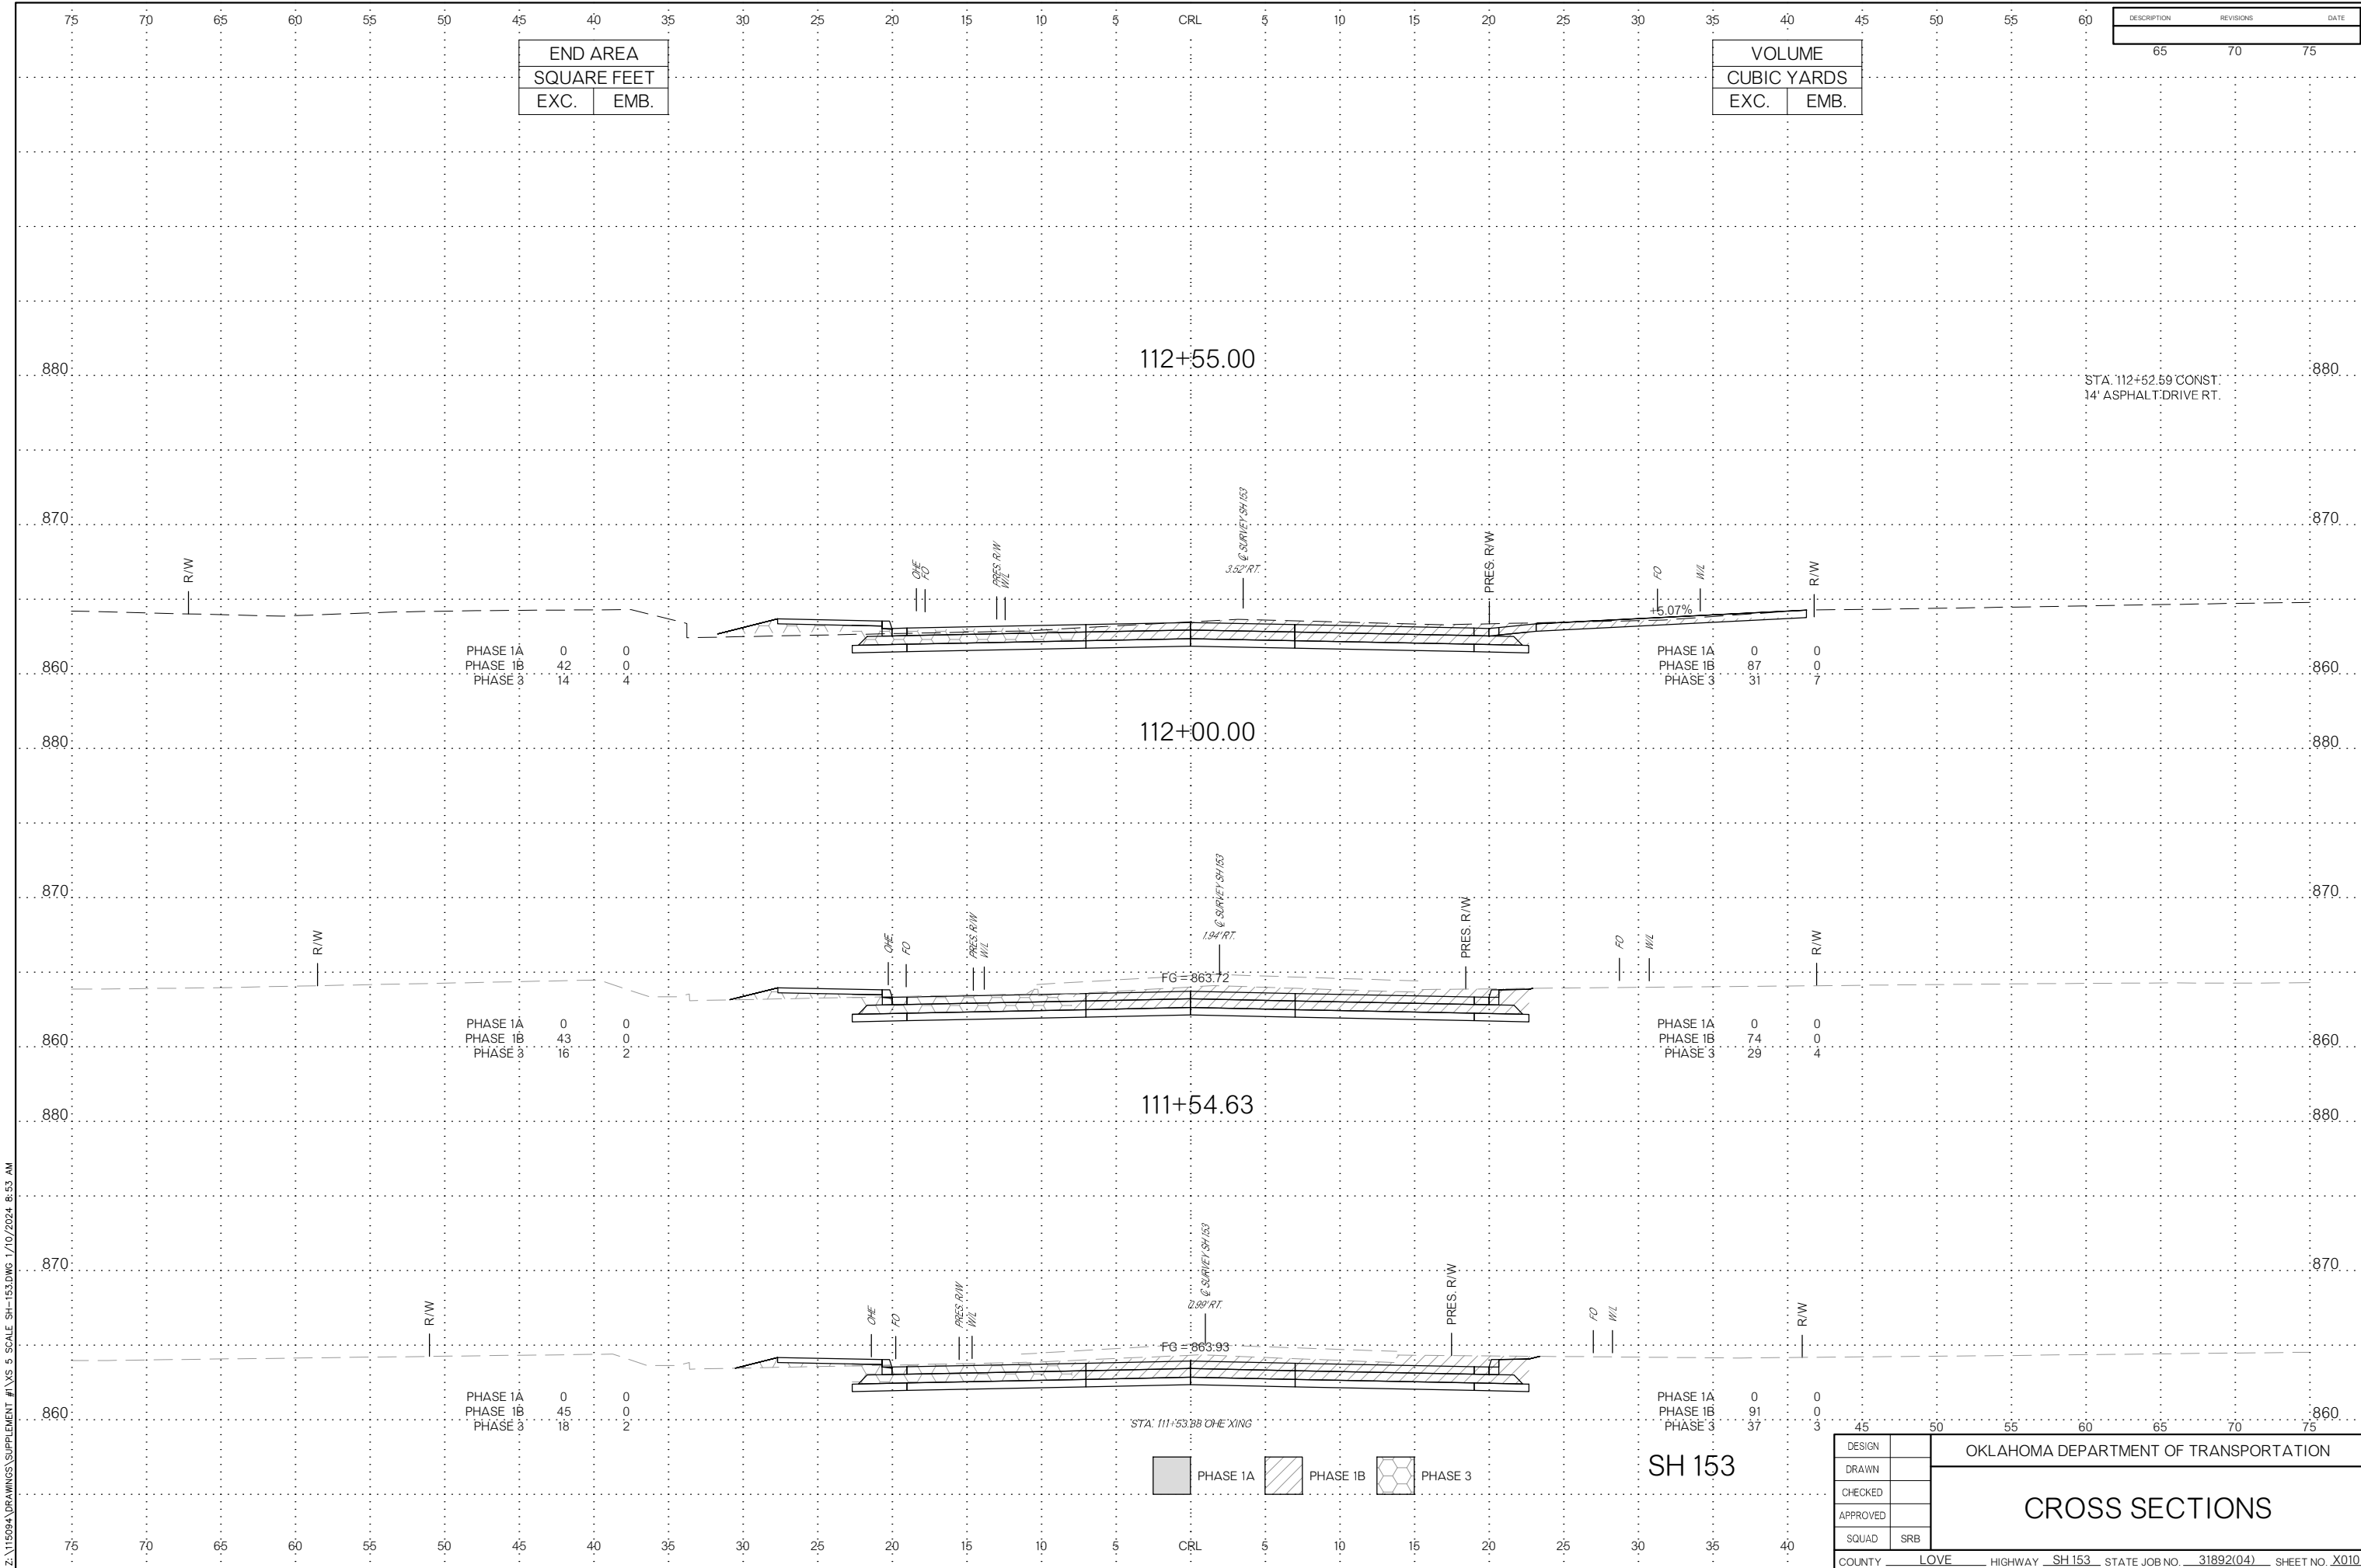 75 70 65 60 55 50 45 40 35 30 25 20 15 10 5 CRL 5 10 15 20 25 30 35 40 45 50 55 60
DESCRIPTION REVISIONS DATE
65 70 75
END AREA
SQUARE FEET
EXC. EMB.
VOLUME
CUBIC YARDS
EXC. EMB.
112+55.00
880 880
STA. 112+52.59 CONST.
14' ASPHALT DRIVE RT.
870 870
R/W OHE FO PRES. R/W W/L ℄ SURVEY SH 153 PRES. R/W FO W/L R/W
3.52' RT.
+5.07%
PHASE 1A 0 0 PHASE 1A 0 0
PHASE 1B 42 0 PHASE 1B 87 0
860 860
PHASE 3 14 4 PHASE 3 31 7
112+00.00
880 880
870 870
R/W OHE FO PRES. R/W W/L ℄ SURVEY SH 153 PRES. R/W FO W/L R/W
1.94' RT.
FG = 863.72
PHASE 1A 0 0 PHASE 1A 0 0
PHASE 1B 43 0 PHASE 1B 74 0
860 860
PHASE 3 16 2 PHASE 3 29 4
111+54.63
880 880
870 870
R/W OHE FO PRES. R/W W/L ℄ SURVEY SH 153 PRES. R/W FO W/L R/W
0.99' RT.
FG = 863.93
PHASE 1A 0 0 PHASE 1A 0 0
PHASE 1B 45 0 PHASE 1B 91 0
860 860
PHASE 3 18 2 PHASE 3 37 3
STA. 111+53.88 OHE XING
45 50 55 60 65 70 75
PHASE 1A PHASE 1B PHASE 3
SH 153
DESIGN
DRAWN
CHECKED
APPROVED
SQUAD SRB
OKLAHOMA DEPARTMENT OF TRANSPORTATION
CROSS SECTIONS
75 70 65 60 55 50 45 40 35 30 25 20 15 10 5 CRL 5 10 15 20 25 30 35 40
COUNTY LOVE HIGHWAY SH 153 STATE JOB NO. 31892(04) SHEET NO. X010
Z:\115094\DRAWINGS\SUPPLEMENT #1\XS 5 SCALE SH-153.DWG 1/10/2024 8:53 AM